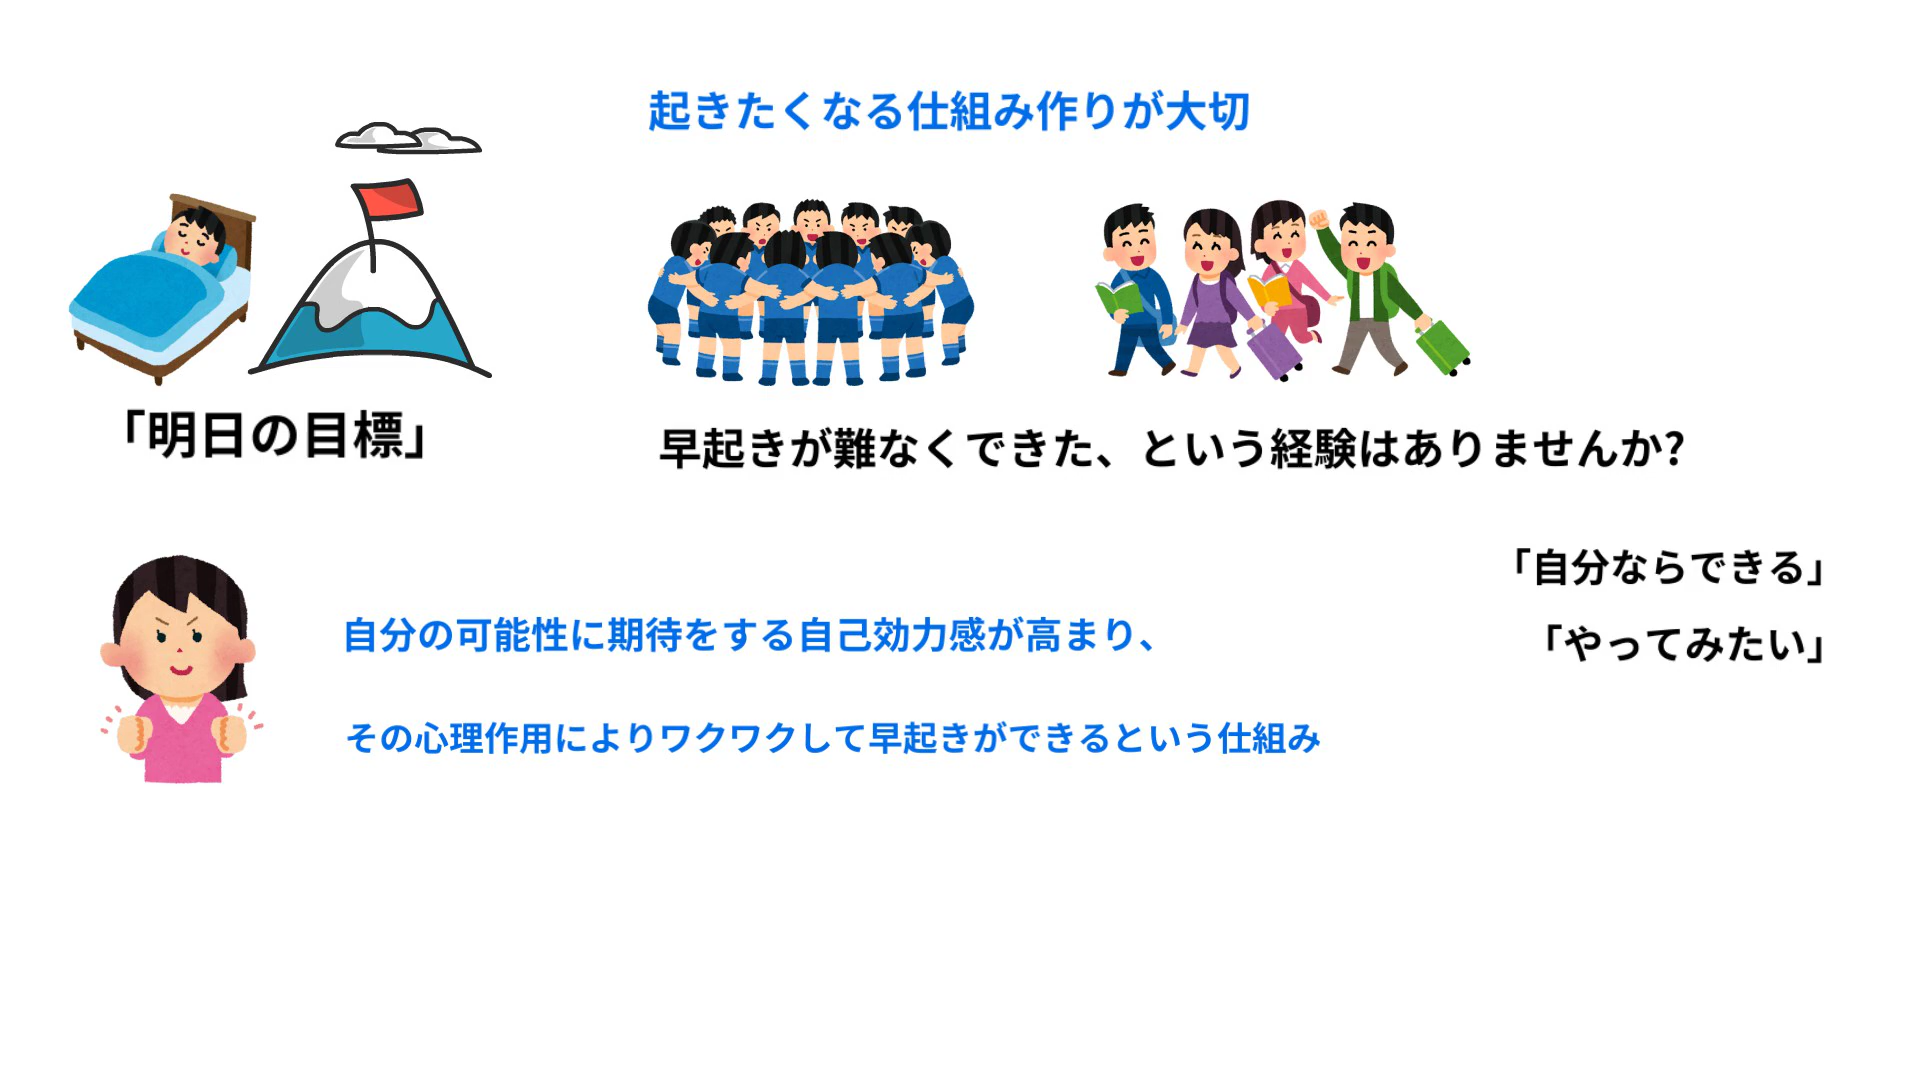 起きたくなる仕組み作りが大切
「明日の目標」
早起きが難なくできた、という経験はありませんか?
「自分ならできる」
「やってみたい」
自分の可能性に期待をする自己効力感が高まり、
その心理作用によりワクワクして早起きができるという仕組み